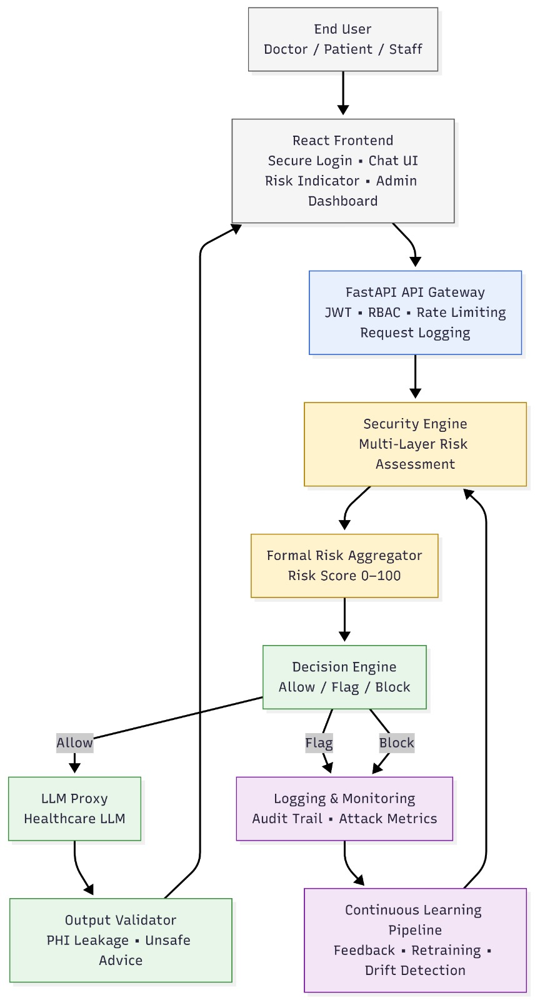 End User
Doctor / Patient / Staff
React Frontend
Secure Login ▪ Chat UI
Risk Indicator ▪ Admin
Dashboard
FastAPI API Gateway
JWT ▪ RBAC ▪ Rate Limiting
Request Logging
Security Engine
Multi-Layer Risk
Assessment
Formal Risk Aggregator
Risk Score 0–100
Decision Engine
Allow / Flag / Block
Allow
Flag
Block
LLM Proxy
Healthcare LLM
Logging & Monitoring
Audit Trail ▪ Attack Metrics
Output Validator
PHI Leakage ▪ Unsafe
Advice
Continuous Learning
Pipeline
Feedback ▪ Retraining ▪
Drift Detection